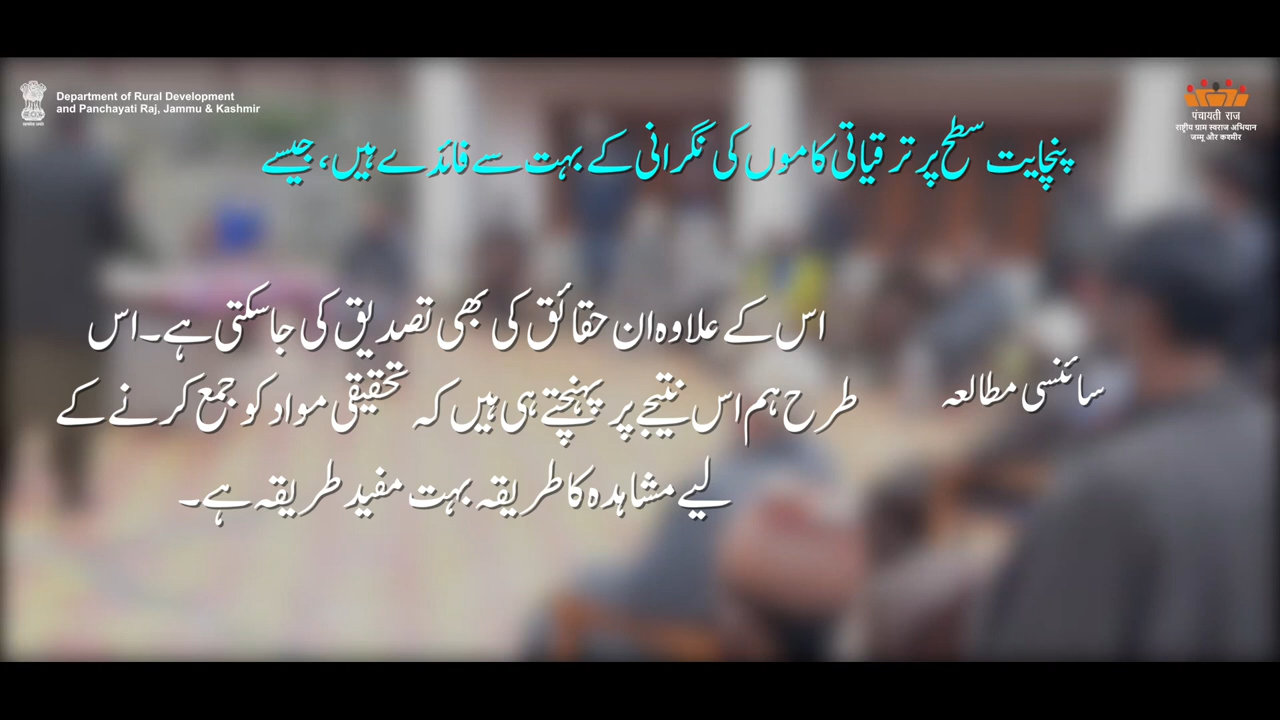 Department of Rural Development
and Panchayati Raj, Jammu & Kashmir
पंचायती राज
राष्ट्रीय ग्राम स्वराज अभियान
जम्मू और कश्मीर
پنچایت سطح پر ترقیاتی کاموں کی نگرانی کے بہت سے فائدے ہیں، جیسے
سائنسی مطالعہ
اس کے علاوہ ان حقائق کی بھی تصدیق کی جاسکتی ہے۔ اس
طرح ہم اس نتیجے پر پہنچتے ہی ہیں کہ تحقیقی مواد کو جمع کرنے کے
لیے مشاہدہ کا طریقہ بہت مفید طریقہ ہے۔